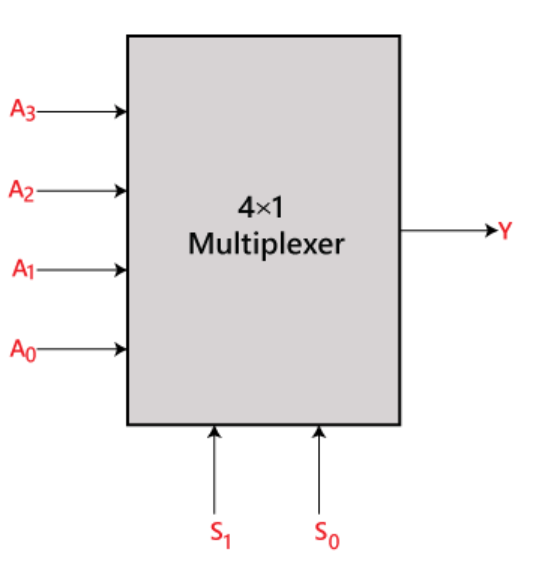 A₃
A₂
4×1
Multiplexer
Y
A₁
A₀
S₁ S₀